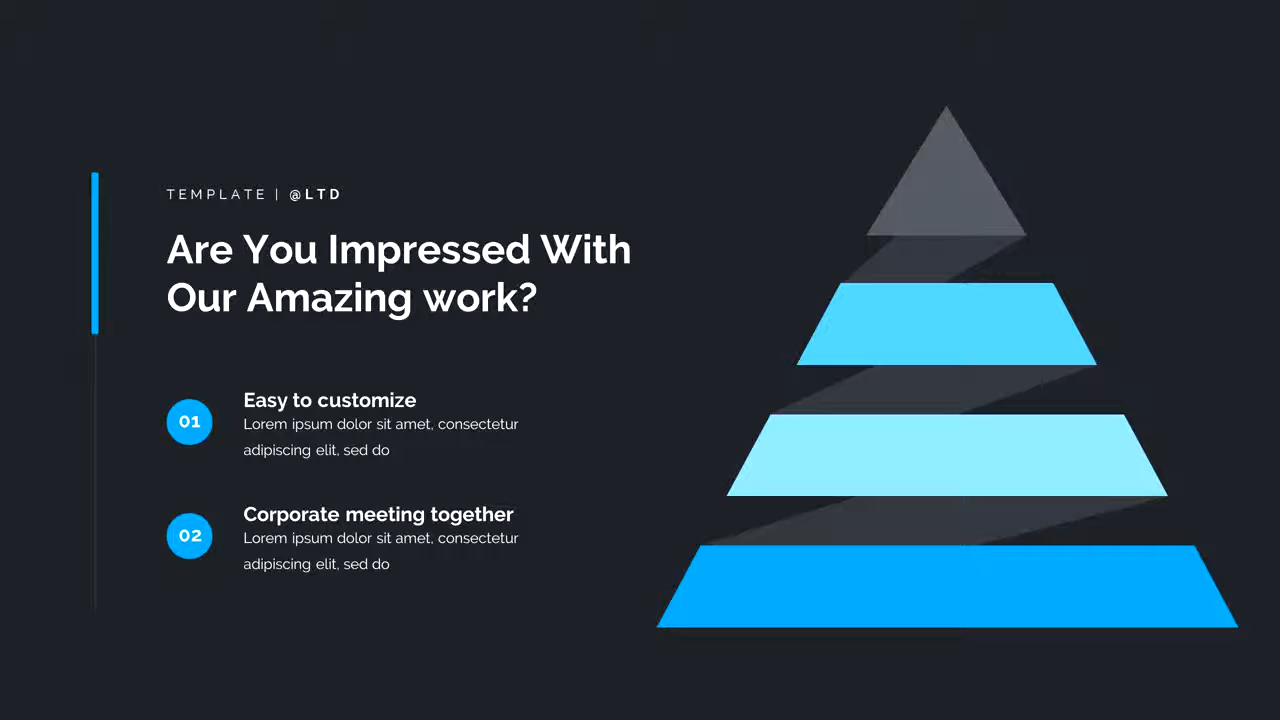 TEMPLATE | @LTD
Are You Impressed With
Our Amazing work?
01
Easy to customize
Lorem ipsum dolor sit amet, consectetur
adipiscing elit, sed do
02
Corporate meeting together
Lorem ipsum dolor sit amet, consectetur
adipiscing elit, sed do